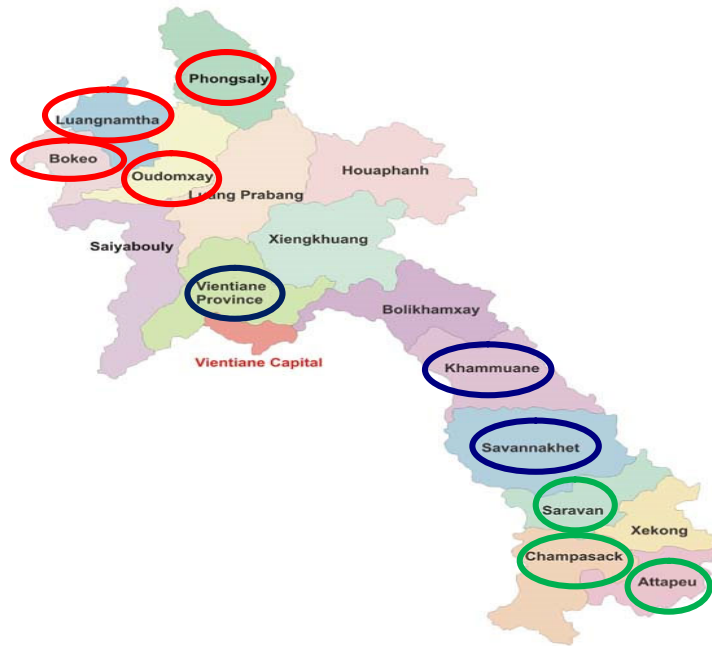 Phongsaly
Luangnamtha
Bokeo
Oudomxay
Houaphanh
Luang Prabang
Xiengkhuang
Saiyabouly
Vientiane
Province
Bolikhamxay
Vientiane Capital
Khammuane
Savannakhet
Saravan
Xekong
Champasack
Attapeu